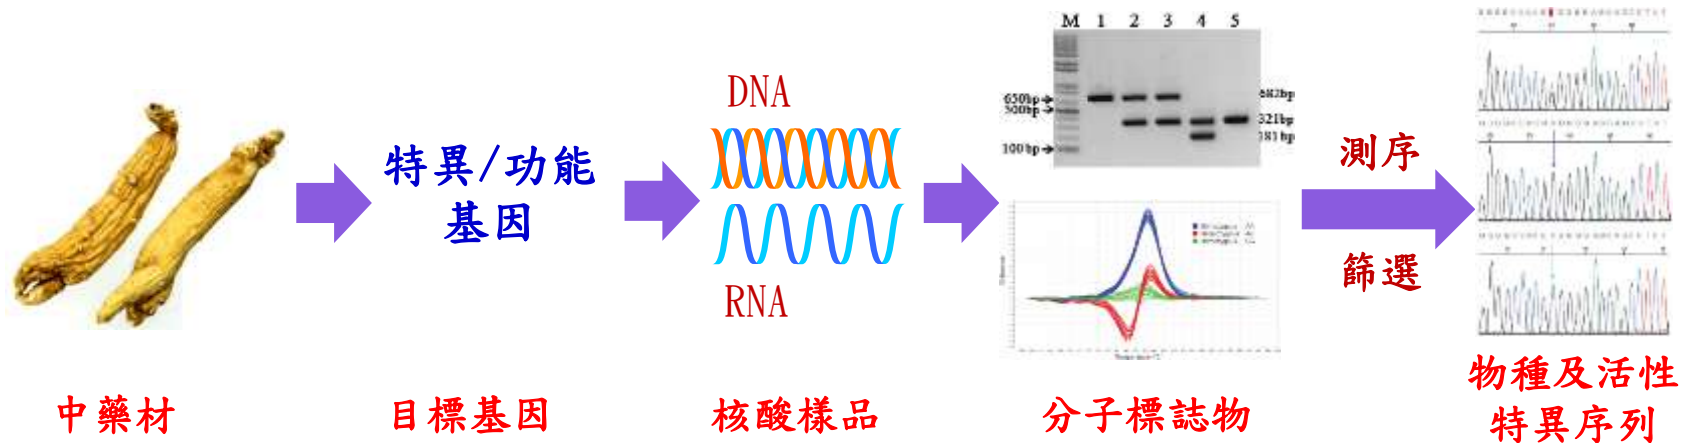 特異/功能
基因
DNA
RNA
M 1 2 3 4 5
650bp
500bp
100bp
682bp
321bp
181bp
測序
篩選
中藥材
目標基因
核酸樣品
分子標誌物
物種及活性
特異序列